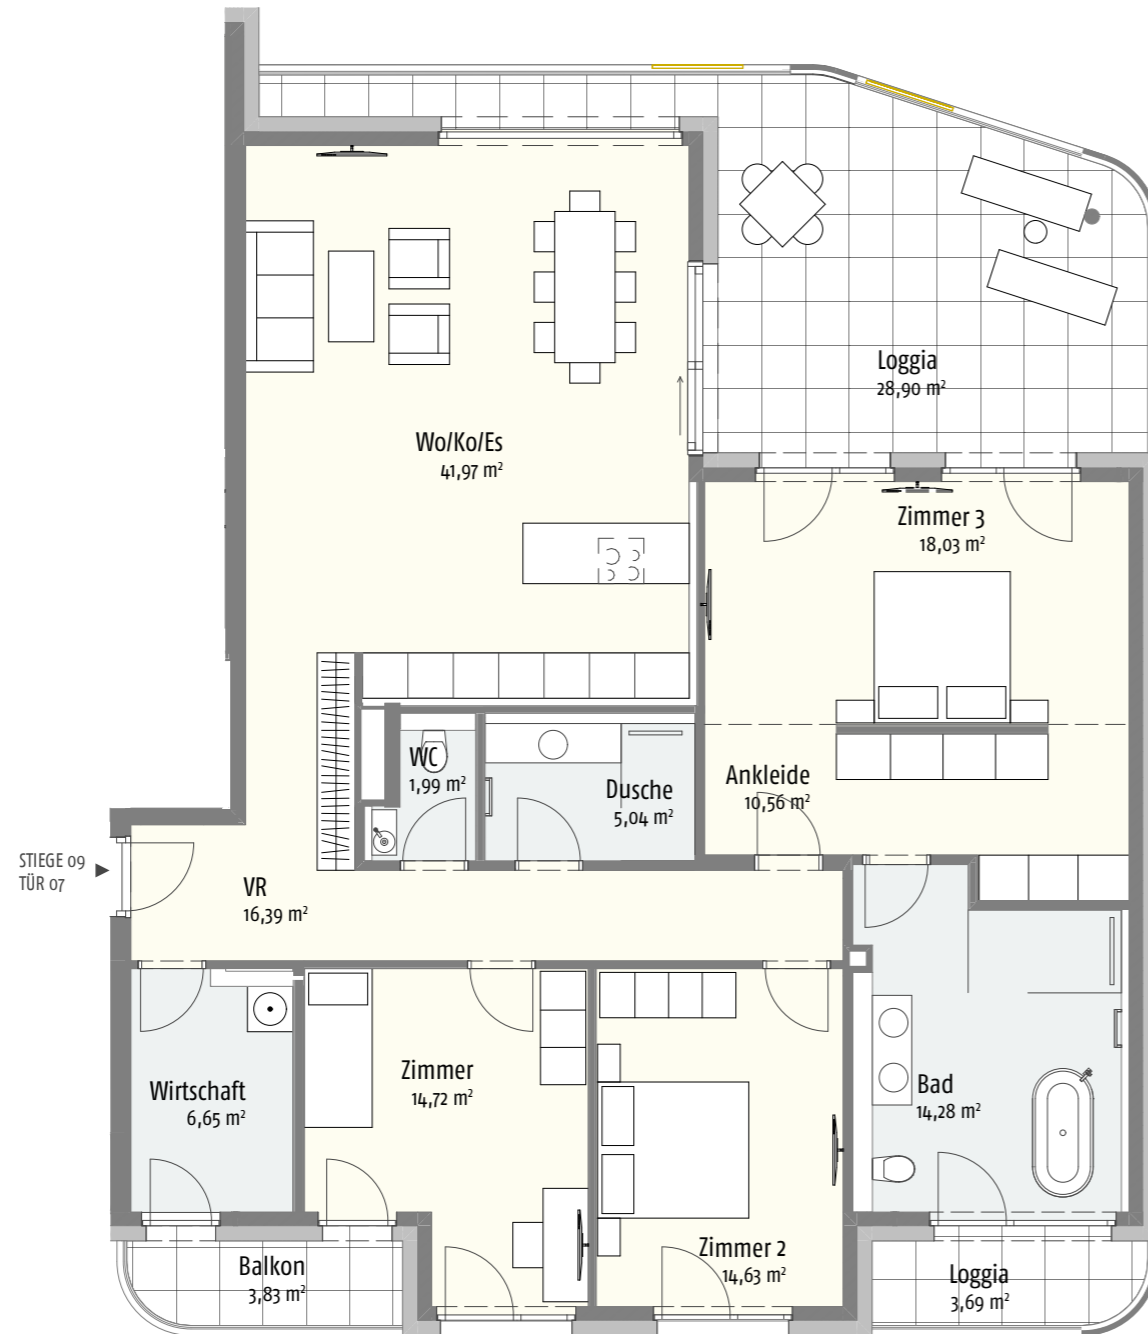 Loggia
28,90 m²
Wo/Ko/Es
41,97 m²
Zimmer 3
18,03 m²
WC
1,99 m²
Dusche
5,04 m²
Ankleide
10,56 m²
STIEGE 09
TÜR 07
VR
16,39 m²
Wirtschaft
6,65 m²
Zimmer
14,72 m²
Bad
14,28 m²
Zimmer 2
14,63 m²
Balkon
3,83 m²
Loggia
3,69 m²